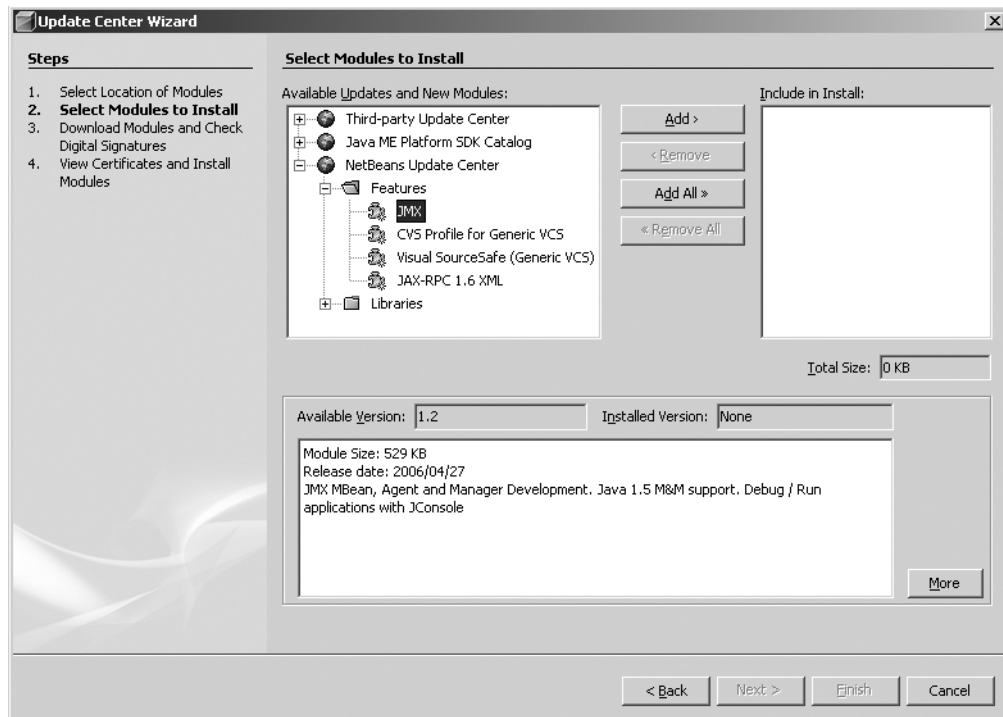 Update Center Wizard
Steps
1. Select Location of Modules
2. Select Modules to Install
3. Download Modules and Check
Digital Signatures
4. View Certificates and Install
Modules
Select Modules to Install
Available Updates and New Modules:
Third-party Update Center
Java ME Platform SDK Catalog
NetBeans Update Center
Features
JMX
CVS Profile for Generic VCS
Visual SourceSafe (Generic VCS)
JAX-RPC 1.6 XML
Libraries
Add >
< Remove
Add All »
« Remove All
Include in Install:
Total Size: 0 KB
Available Version: 1.2
Installed Version: None
Module Size: 529 KB
Release date: 2006/04/27
JMX MBean, Agent and Manager Development. Java 1.5 M&M support. Debug / Run
applications with JConsole
More
< Back
Next >
Finish
Cancel